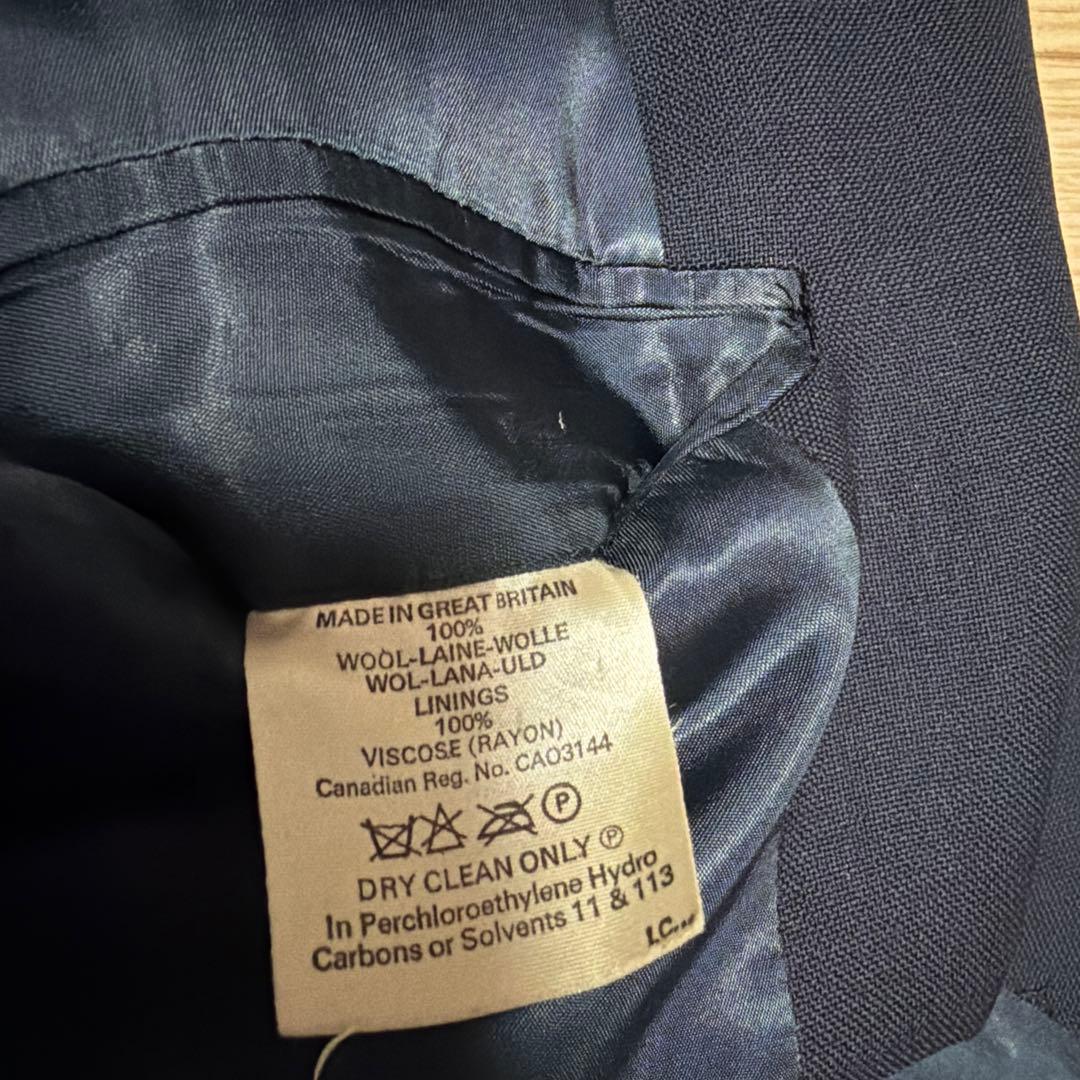 MADE IN GREAT BRITAIN
100%
WOOL-LAINE-WOLLE
WOL-LANA-ULD
LININGS
100%
VISCOSE (RAYON)
Canadian Reg. No. CA03144
P
DRY CLEAN ONLY Ⓟ
In Perchloroethylene Hydro
Carbons or Solvents 11 & 113